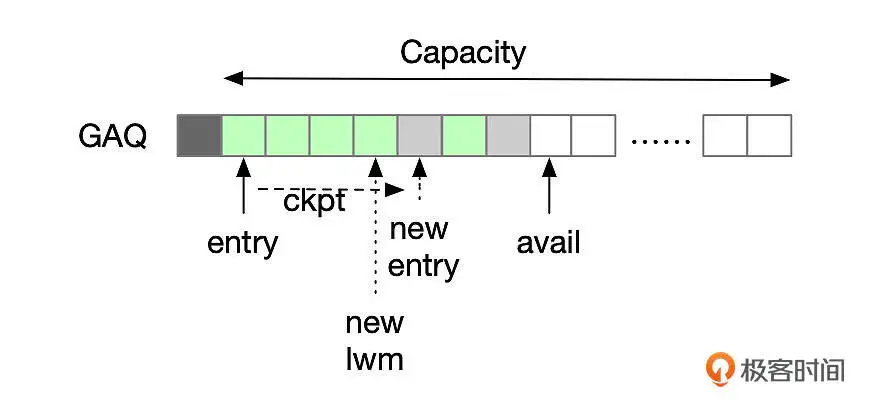 Capacity
GAQ
......
ckpt
entry
new
entry
avail
new
lwm
极客时间